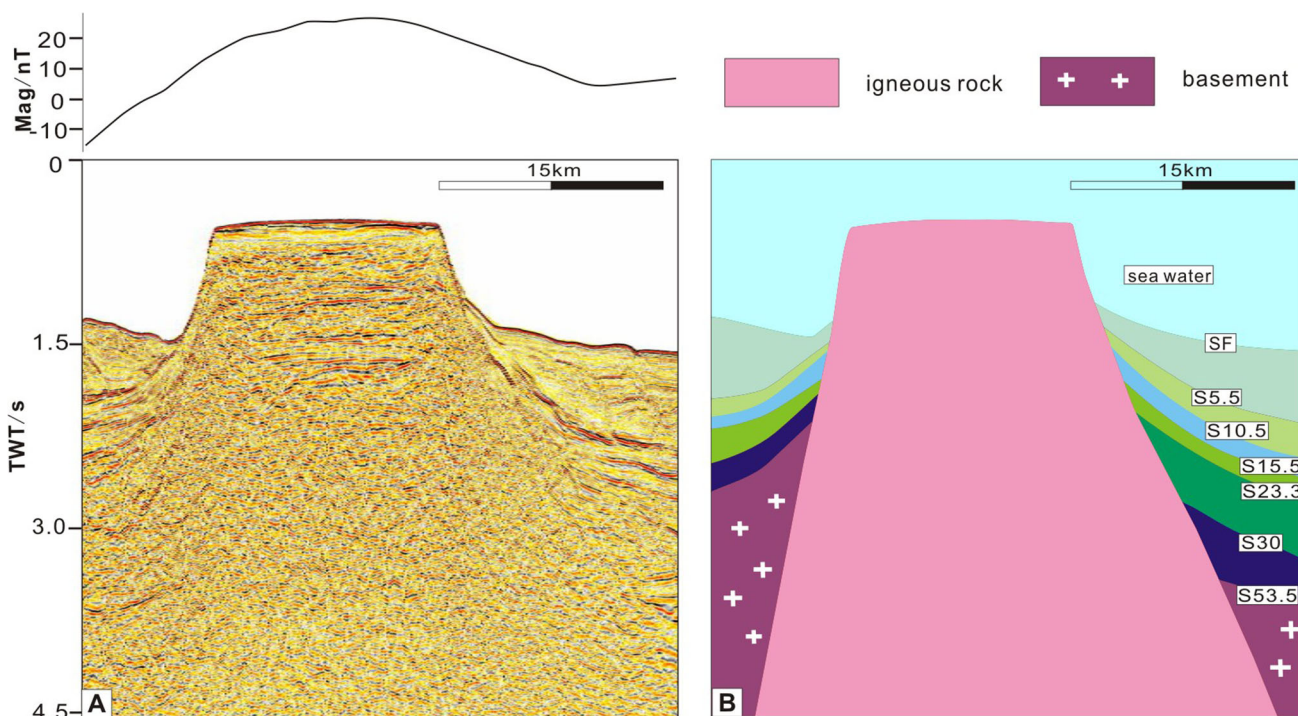 Mag/nT
20
10
0
-10
igneous rock
basement
0
1.5
3.0
4.5
TWT/s
15km
A
15km
sea water
SF
S5.5
S10.5
S15.5
S23.3
S30
S53.5
B